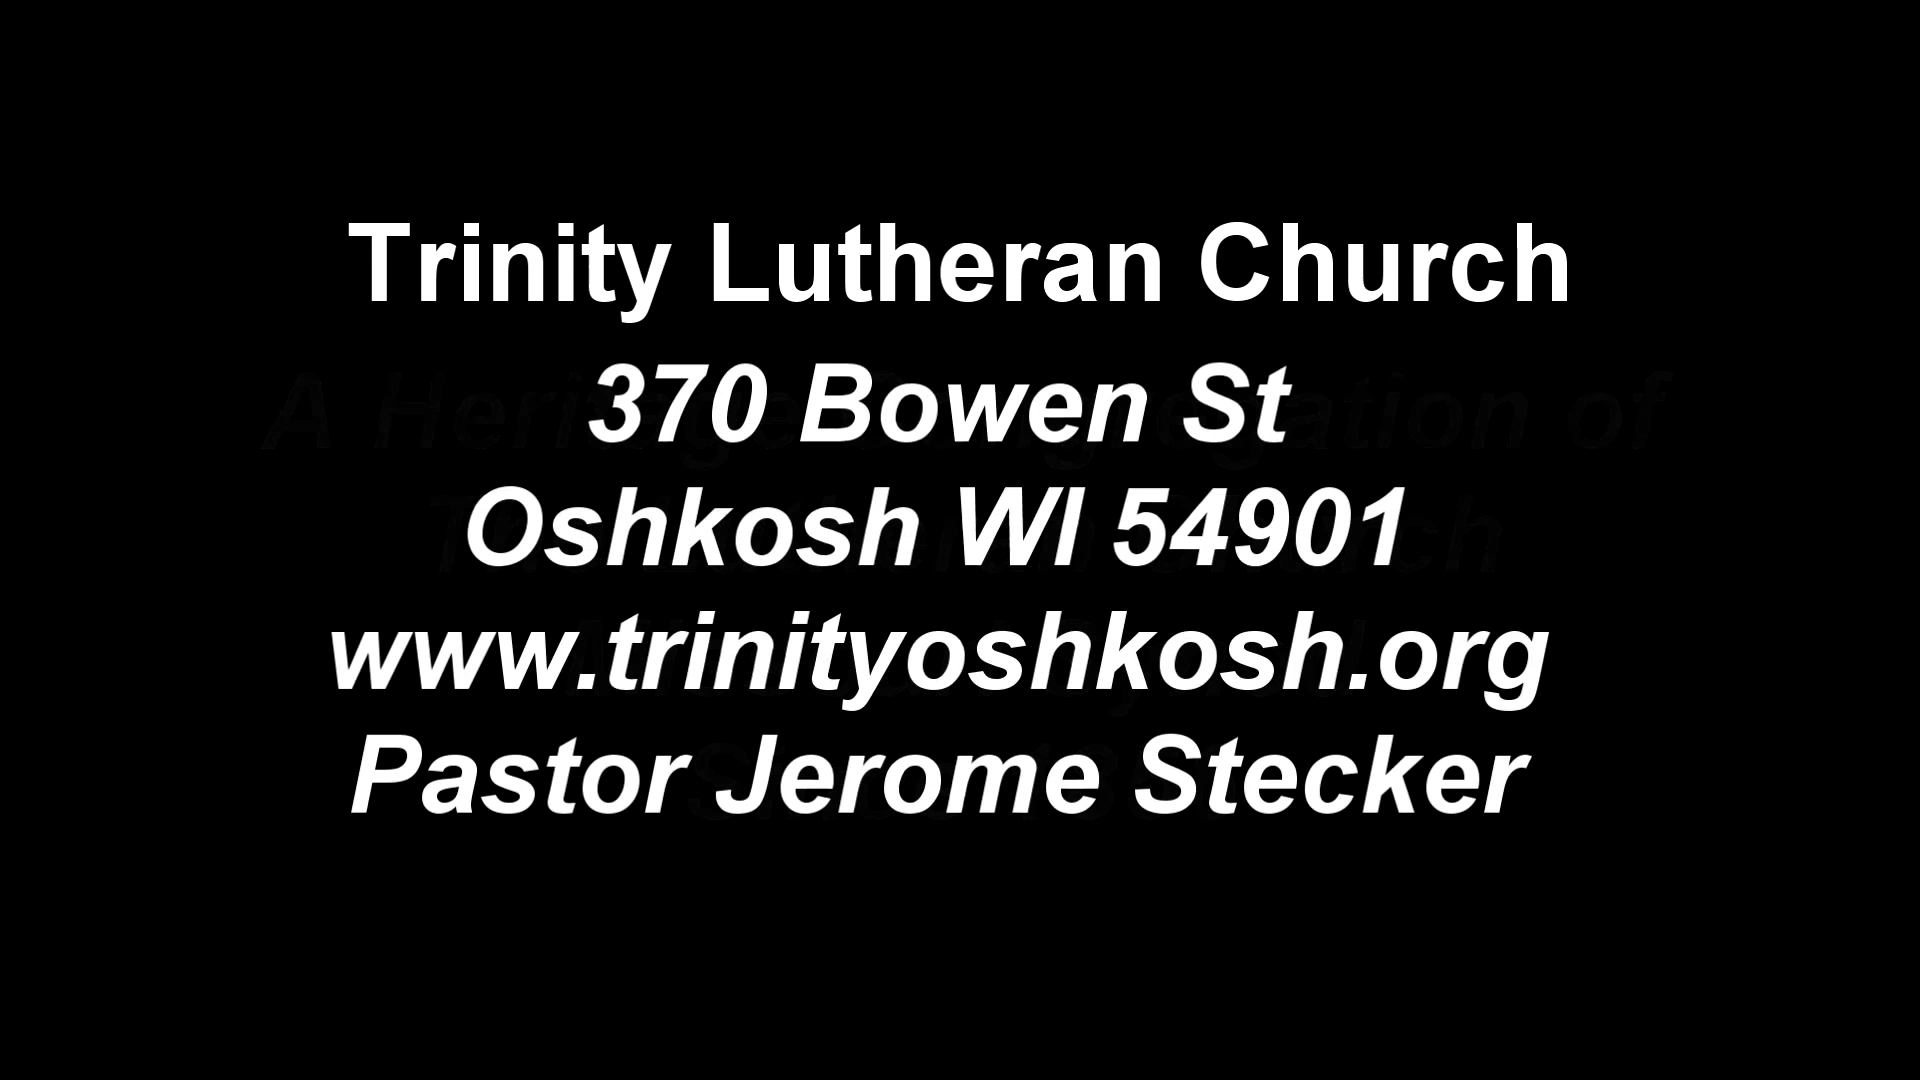 Trinity Lutheran Church
370 Bowen St
Oshkosh WI 54901
www.trinityoshkosh.org
Pastor Jerome Stecker